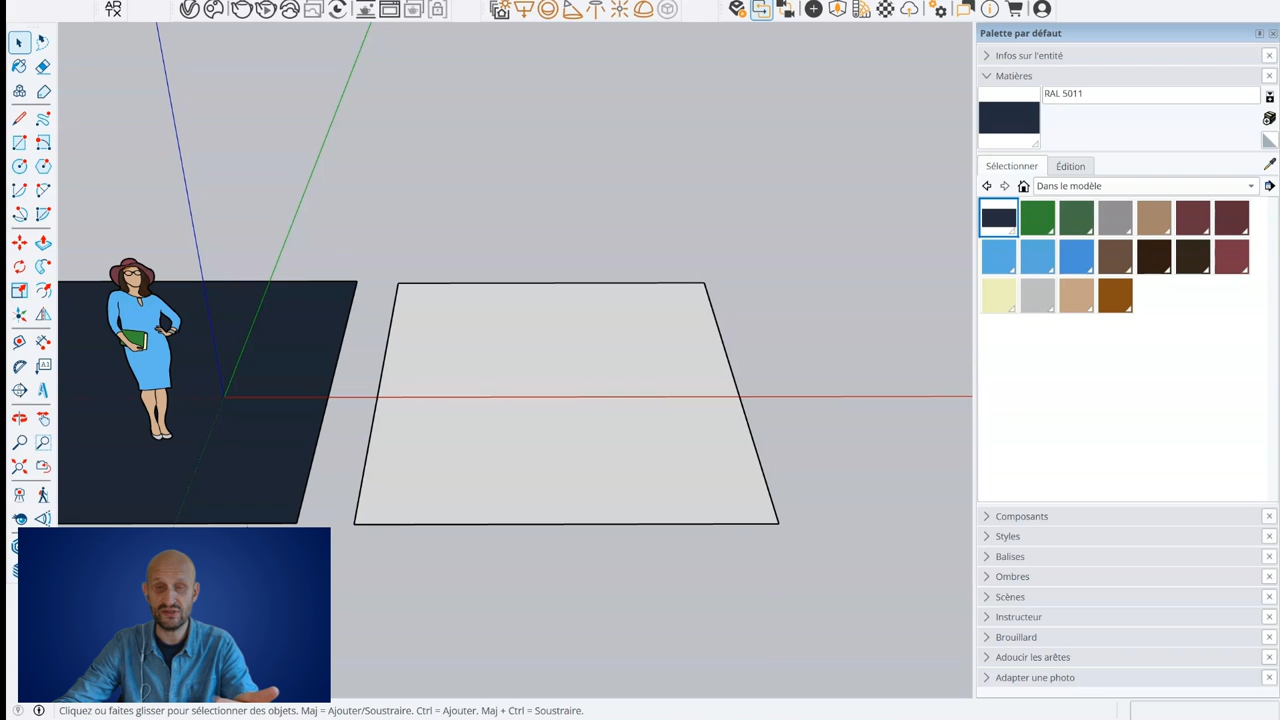 Palette par défaut
Infos sur l'entité
Matières
RAL 5011
Sélectionner
Édition
Dans le modèle
A1
Composants
Styles
Balises
Ombres
Scènes
Instructeur
Brouillard
Adoucir les arêtes
Adapter une photo
Cliquez ou faites glisser pour sélectionner des objets. Maj = Ajouter/Soustraire. Ctrl = Ajouter. Maj + Ctrl = Soustraire.